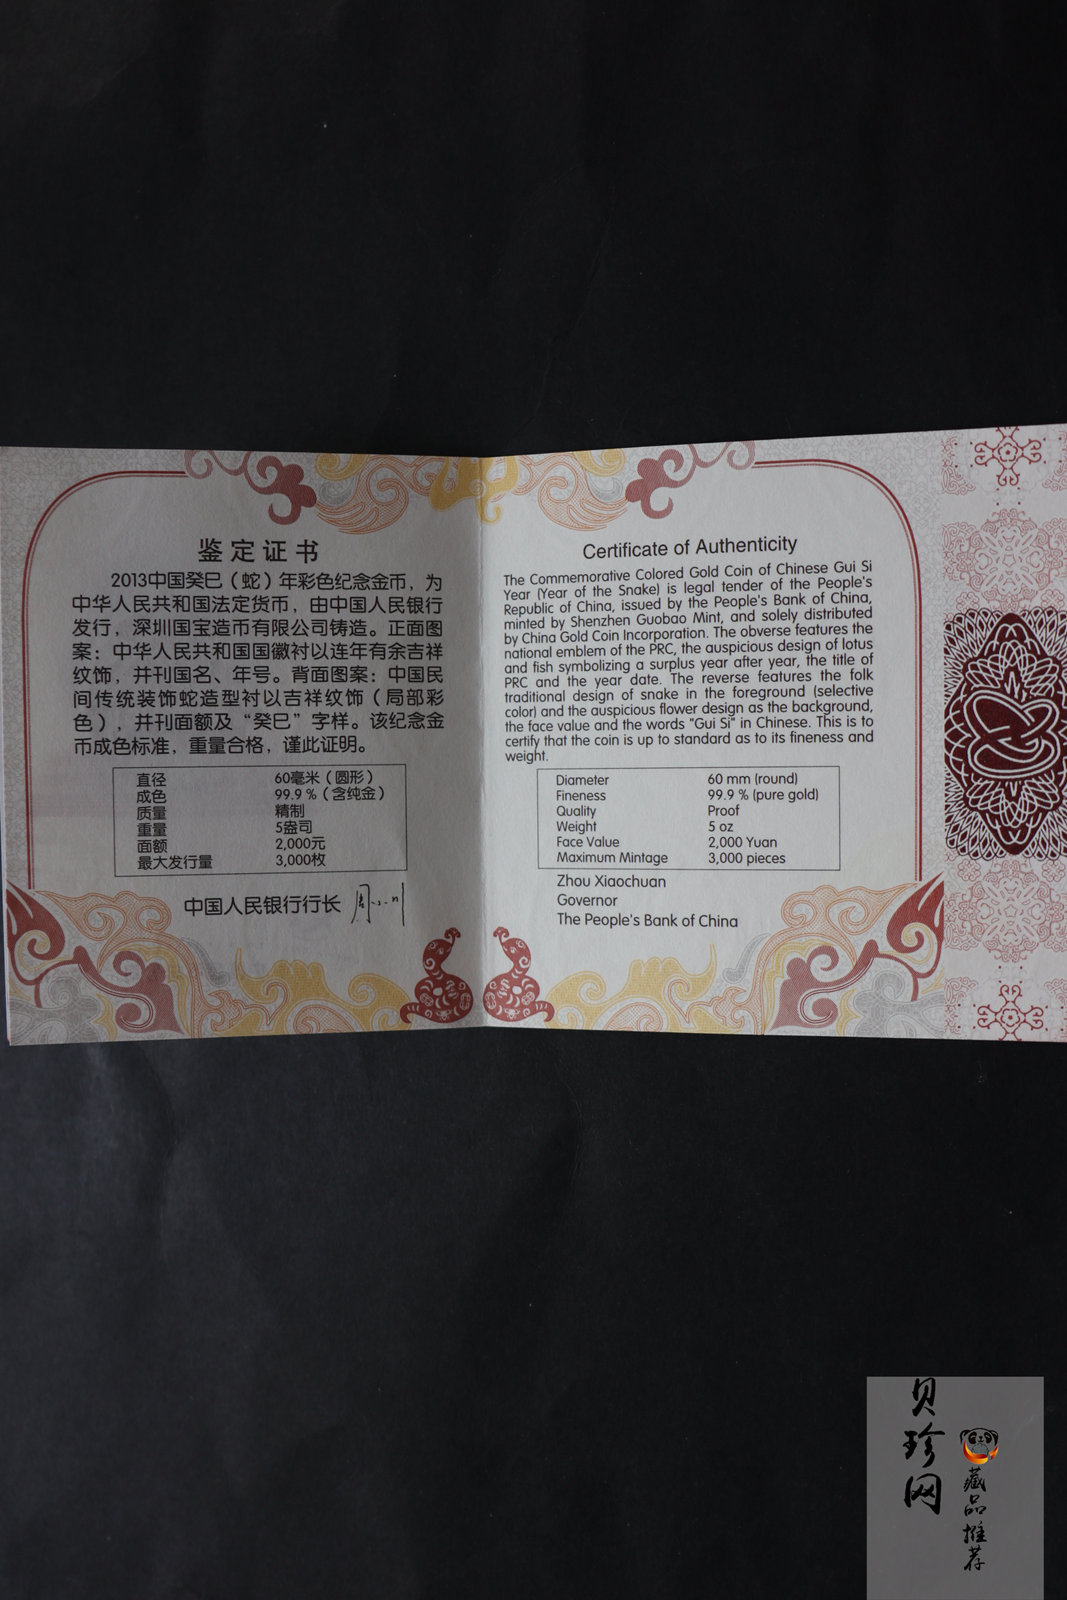 鉴定证书
2013中国癸巳（蛇）年彩色纪念金币，为
中华人民共和国法定货币，由中国人民银行
发行，深圳国宝造币有限公司铸造。正面图
案：中华人民共和国国徽衬以连年有余吉祥
纹饰，并刊国名、年号。背面图案：中国民
间传统装饰蛇造型衬以吉祥纹饰（局部彩
色），并刊面额及“癸巳”字样。该纪念金
币成色标准，重量合格，谨此证明。
直径 60毫米（圆形）
成色 99.9％（含纯金）
质量 精制
重量 5盎司
面额 2,000元
最大发行量 3,000枚
中国人民银行行长
Certificate of Authenticity
The Commemorative Colored Gold Coin of Chinese Gui Si
Year (Year of the Snake) is legal tender of the People's
Republic of China, issued by the People's Bank of China,
minted by Shenzhen Guobao Mint, and solely distributed
by China Gold Coin Incorporation. The obverse features the
national emblem of the PRC, the auspicious design of lotus
and fish symbolizing a surplus year after year, the title of
PRC and the year date. The reverse features the folk
traditional design of snake in the foreground (selective
color) and the auspicious flower design as the background,
the face value and the words "Gui Si" in Chinese. This is to
certify that the coin is up to standard as to its fineness and
weight.
Diameter 60 mm (round)
Fineness 99.9 % (pure gold)
Quality Proof
Weight 5 oz
Face Value 2,000 Yuan
Maximum Mintage 3,000 pieces
Zhou Xiaochuan
Governor
The People's Bank of China
贝珍网
藏品推荐